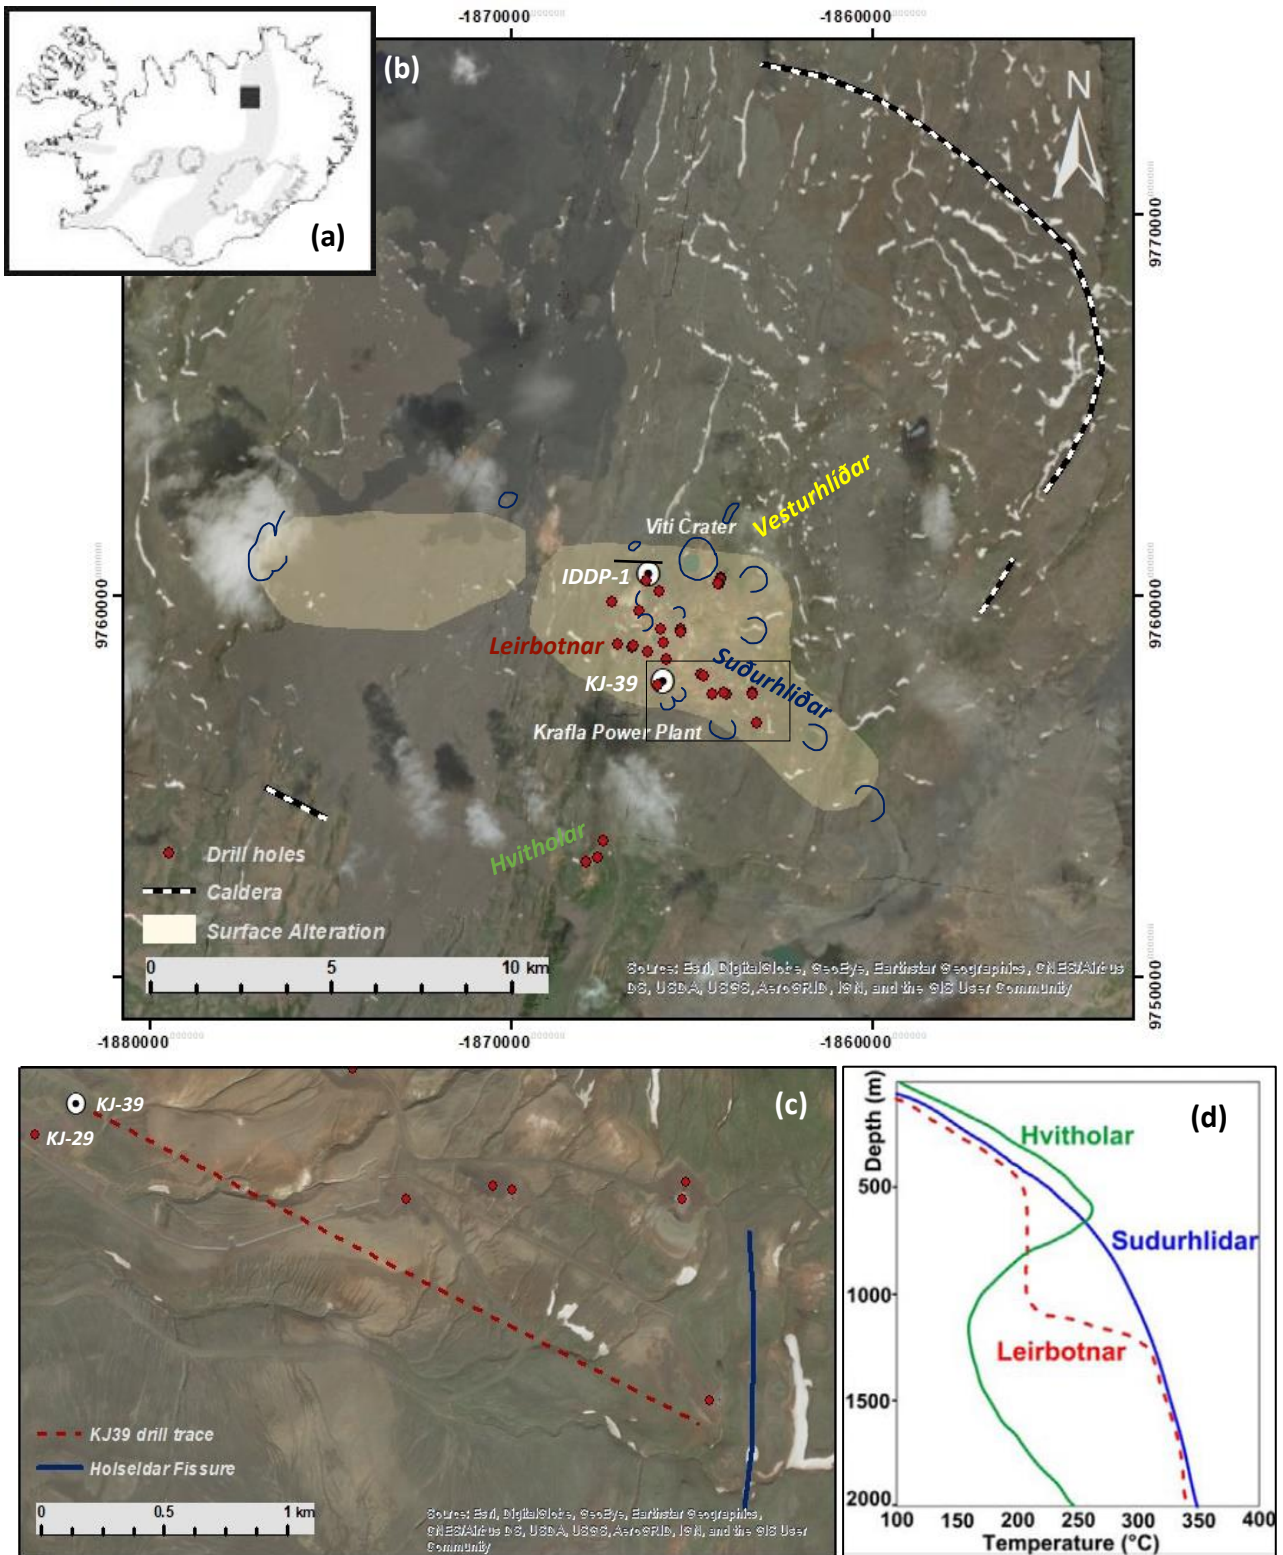 (a)
-1870000
-1860000
(b)
N
9770000
Vesturhlíðar
Viti Crater
IDDP-1
9760000
9760000
Leirbotnar
Suðurhliðar
KJ-39
Krafla Power Plant
Hvitholar
Drill holes
Caldera
Surface Alteration
0 5 10 km
Source: Esri, DigitalGlobe, GeoEye, Earthstar Geographics, CNES/Airbus
DS, USDA, USGS, AeroGRID, IGN, and the GIS User Community
9750000
-1880000
-1870000
-1860000
KJ-39
KJ-29
(c)
KJ39 drill trace
Holseldar Fissure
0 0.5 1 km
Source: Esri, DigitalGlobe, GeoEye, Earthstar Geographics,
CNES/Airbus DS, USDA, USGS, AeroGRID, IGN, and the GIS User
Community
(d)
Depth (m)
Hvitholar
500
Sudurhlidar
1000
Leirbotnar
1500
2000
100 150 200 250 300 350 400
Temperature (°C)